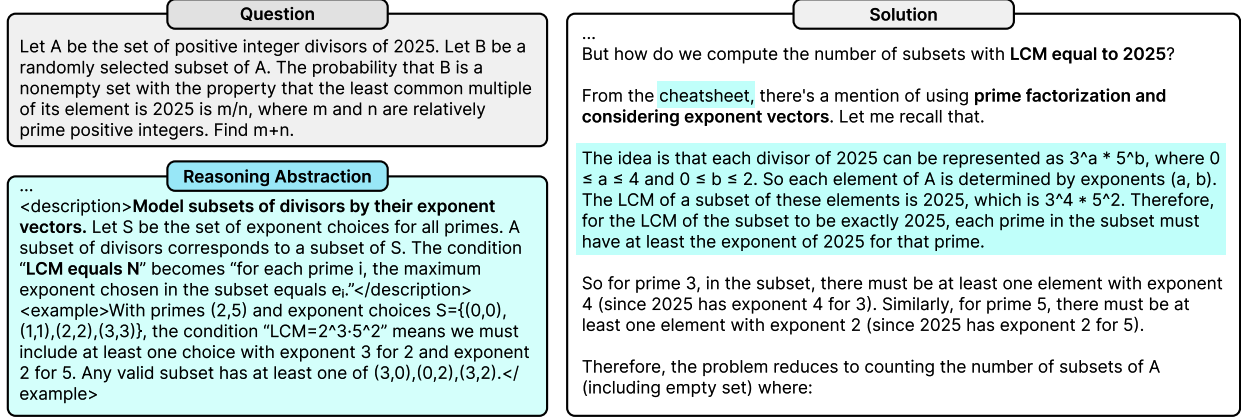 Question
Let A be the set of positive integer divisors of 2025. Let B be a
randomly selected subset of A. The probability that B is a
nonempty set with the property that the least common multiple
of its element is 2025 is m/n, where m and n are relatively
prime positive integers. Find m+n.
Reasoning Abstraction
...
<description>Model subsets of divisors by their exponent
vectors. Let S be the set of exponent choices for all primes. A
subset of divisors corresponds to a subset of S. The condition
“LCM equals N” becomes “for each prime i, the maximum
exponent chosen in the subset equals eᵢ.”</description>
<example>With primes (2,5) and exponent choices S={(0,0),
(1,1),(2,2),(3,3)}, the condition “LCM=2^3·5^2” means we must
include at least one choice with exponent 3 for 2 and exponent
2 for 5. Any valid subset has at least one of (3,0),(0,2),(3,2).</
example>
Solution
...
But how do we compute the number of subsets with LCM equal to 2025?
From the cheatsheet, there's a mention of using prime factorization and
considering exponent vectors. Let me recall that.
The idea is that each divisor of 2025 can be represented as 3^a * 5^b, where 0
≤ a ≤ 4 and 0 ≤ b ≤ 2. So each element of A is determined by exponents (a, b).
The LCM of a subset of these elements is 2025, which is 3^4 * 5^2. Therefore,
for the LCM of the subset to be exactly 2025, each prime in the subset must
have at least the exponent of 2025 for that prime.
So for prime 3, in the subset, there must be at least one element with exponent
4 (since 2025 has exponent 4 for 3). Similarly, for prime 5, there must be at
least one element with exponent 2 (since 2025 has exponent 2 for 5).
Therefore, the problem reduces to counting the number of subsets of A
(including empty set) where: